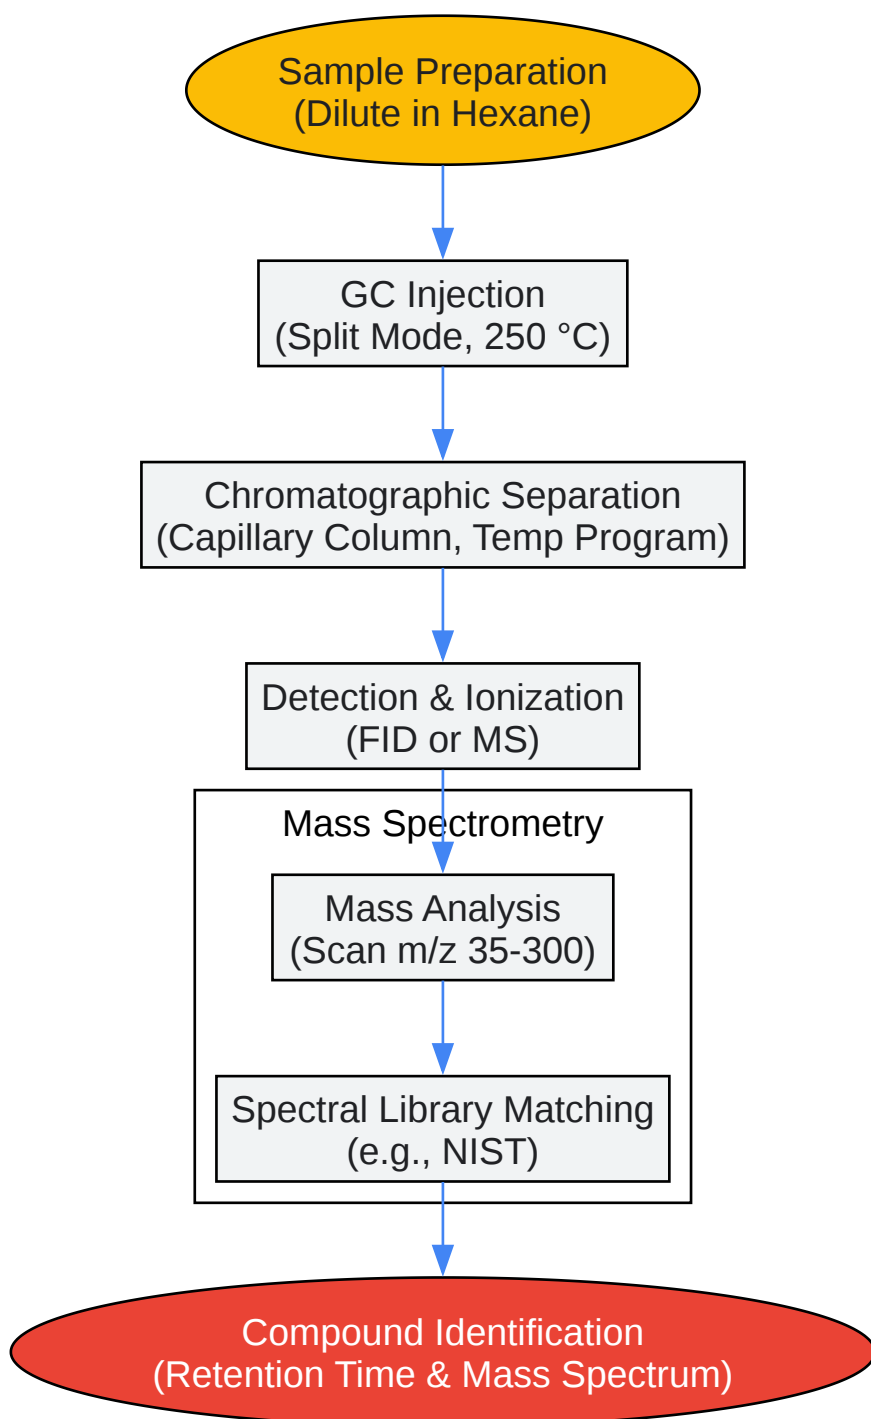 Sample Preparation
(Dilute in Hexane)
GC Injection
(Split Mode, 250 °C)
Chromatographic Separation
(Capillary Column, Temp Program)
Detection & Ionization
(FID or MS)
Mass Spectrometry
Mass Analysis
(Scan m/z 35-300)
Spectral Library Matching
(e.g., NIST)
Compound Identification
(Retention Time & Mass Spectrum)